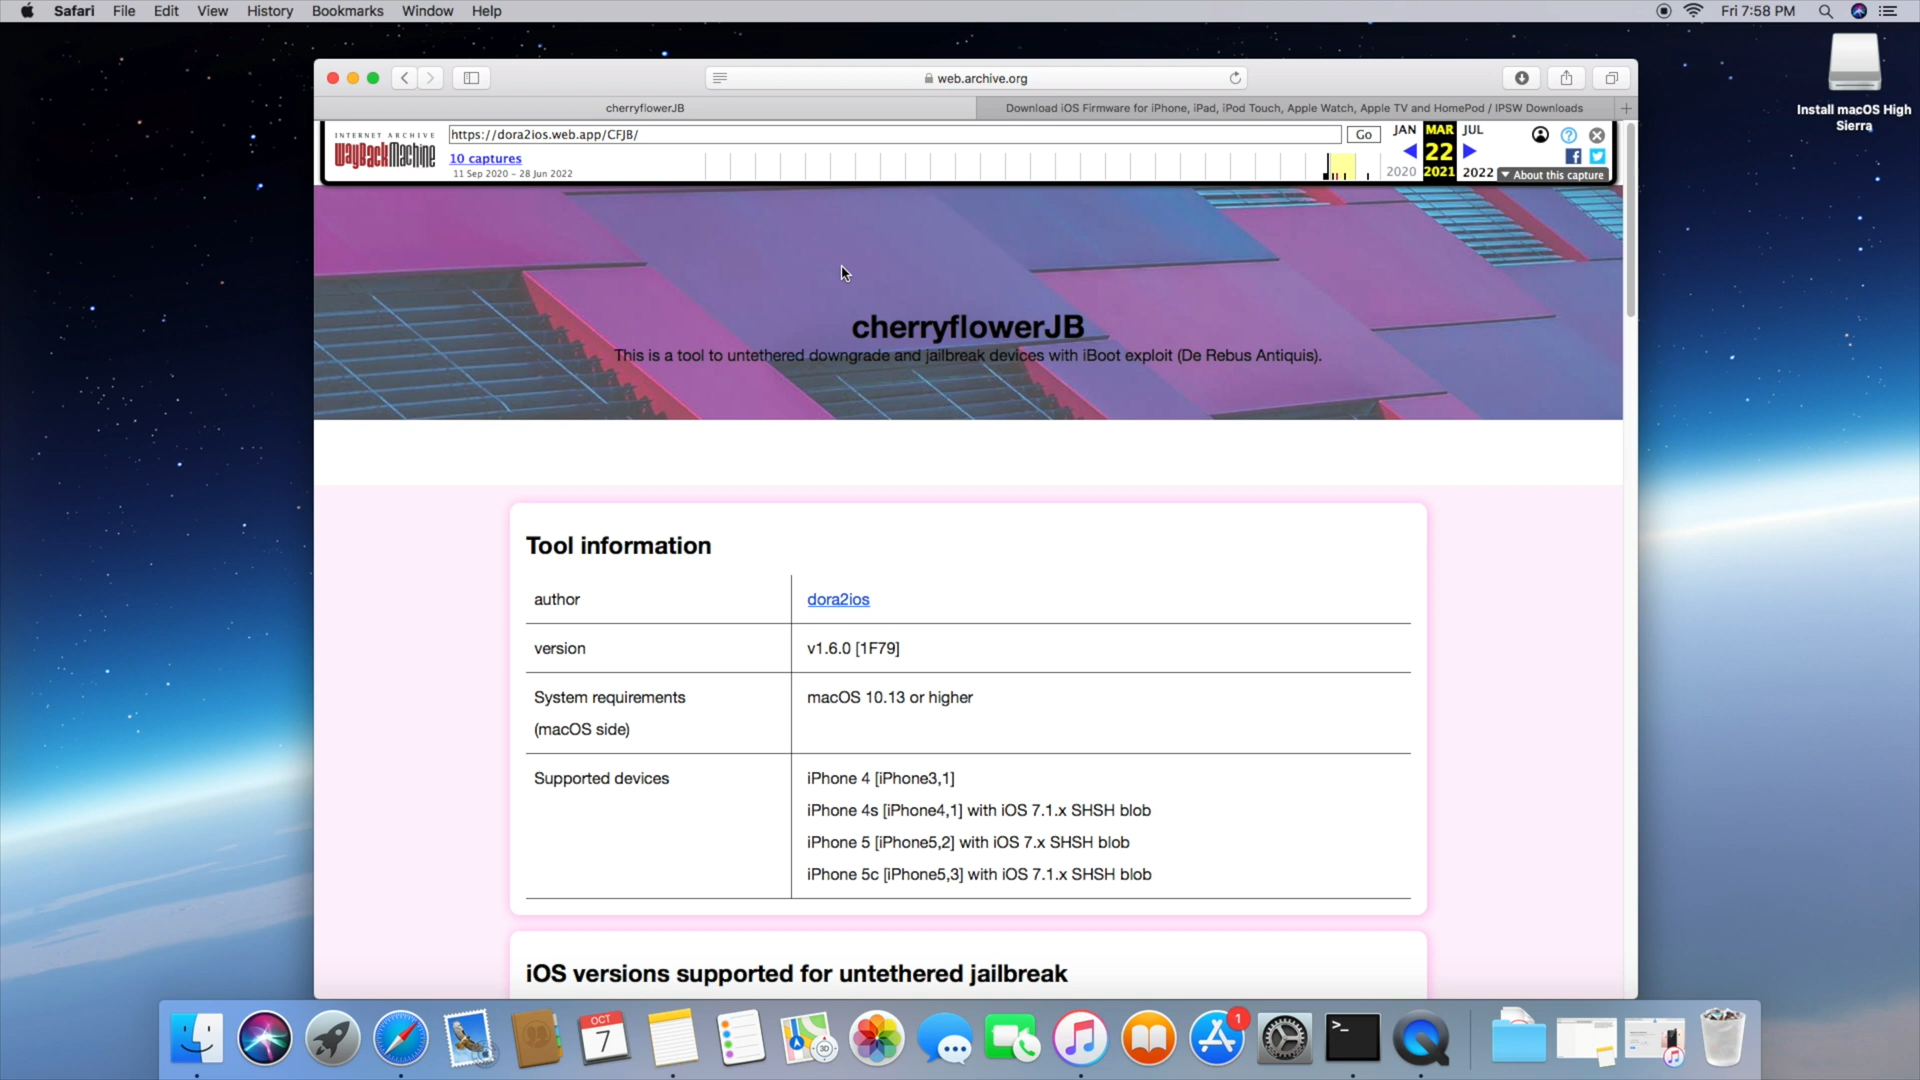 Safari File Edit View History Bookmarks Window Help
Fri 7:58 PM
web.archive.org
cherryflowerJB
Download iOS Firmware for iPhone, iPad, iPod Touch, Apple Watch, Apple TV and HomePod / IPSW Downloads
Install macOS High
Sierra
INTERNET ARCHIVE
WayBackMachine
https://dora2ios.web.app/CFJB/
Go
JAN MAR JUL
10 captures
22
11 Sep 2020 – 28 Jun 2022
2020 2021 2022
About this capture
cherryflowerJB
This is a tool to untethered downgrade and jailbreak devices with iBoot exploit (De Rebus Antiquis).
Tool information
author
dora2ios
version
v1.6.0 [1F79]
System requirements
(macOS side)
macOS 10.13 or higher
Supported devices
iPhone 4 [iPhone3,1]
iPhone 4s [iPhone4,1] with iOS 7.1.x SHSH blob
iPhone 5 [iPhone5,2] with iOS 7.x SHSH blob
iPhone 5c [iPhone5,3] with iOS 7.1.x SHSH blob
iOS versions supported for untethered jailbreak
OCT
7
3D
1
>_